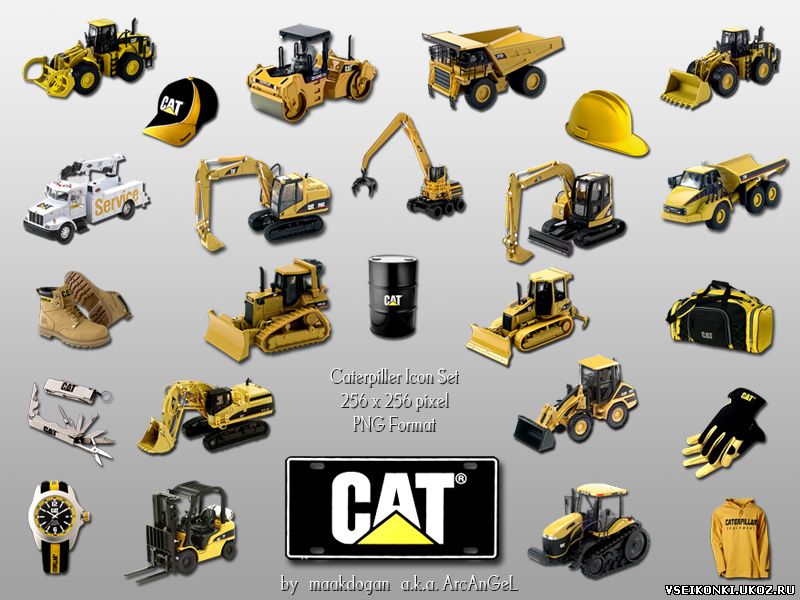 CAT
Service
CAT
CAT
CAT
Caterpiller Icon Set
256 x 256 pixel
PNG Format
CAT
CAT
CAT®
CATERPILLAR
by maakdogan a.k.a. ArcAnGeL
VSEIKONKI.UKOZ.RU